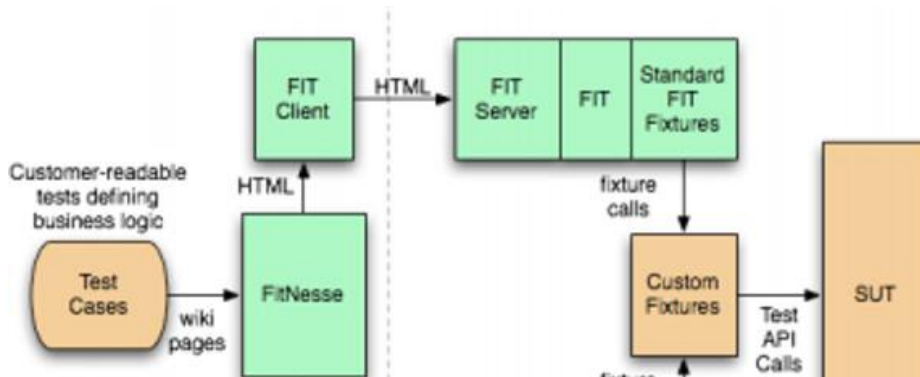 FIT
Client
HTML
FIT
Server
FIT
Standard
FIT
Fixtures
Customer-readable
tests defining
business logic
HTML
fixture
calls
Test
Cases
wiki
pages
FitNesse
Custom
Fixtures
Test
API
Calls
SUT
fixture